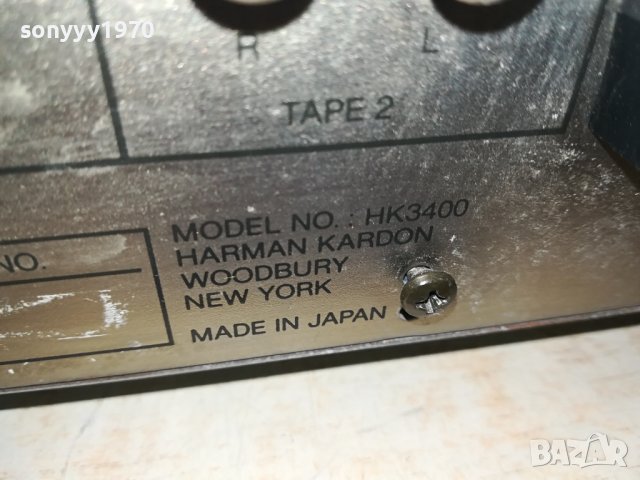 sonyyy1970
R L
TAPE 2
MODEL NO. : HK3400
HARMAN KARDON
WOODBURY
NEW YORK
MADE IN JAPAN
NO.
BAZAR